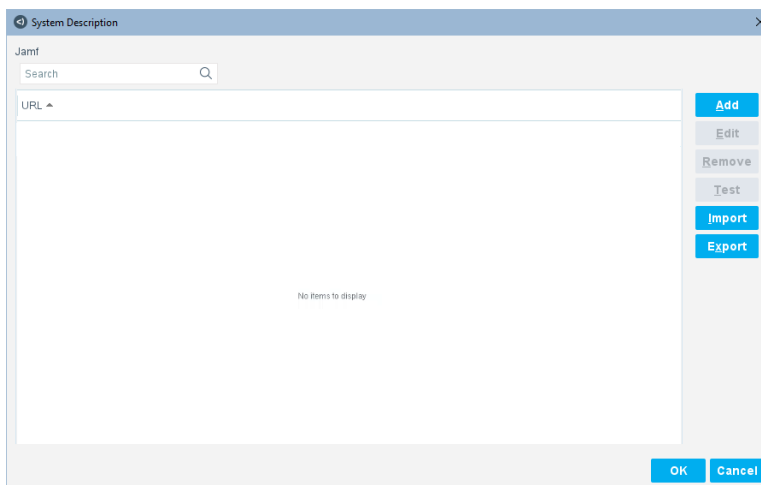 System Description
Jamf
Search
URL
Add
Edit
Remove
Test
Import
Export
No items to display
OK
Cancel